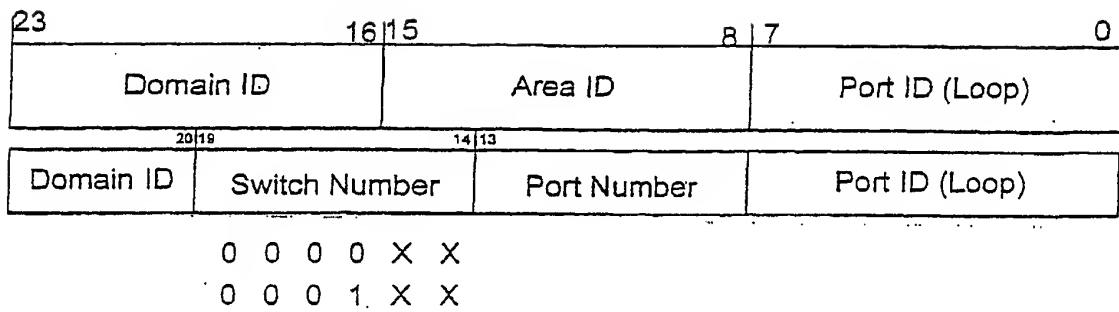 23 16 15 8 7 0
Domain ID Area ID Port ID (Loop)
20 19 14 13
Domain ID Switch Number Port Number Port ID (Loop)
0 0 0 0 X X
0 0 0 1 X X